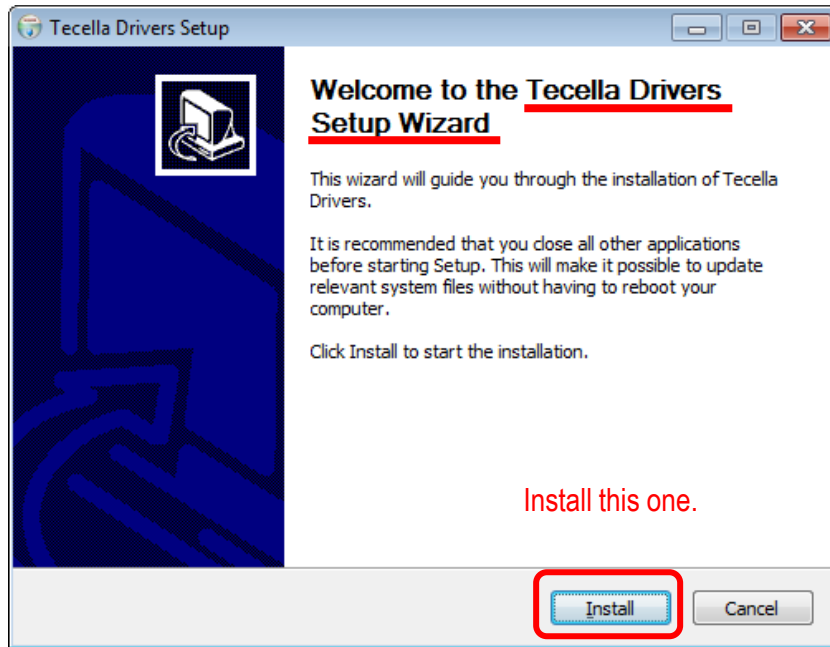 Tecella Drivers Setup
Welcome to the Tecella Drivers
Setup Wizard
This wizard will guide you through the installation of Tecella
Drivers.
It is recommended that you close all other applications
before starting Setup. This will make it possible to update
relevant system files without having to reboot your
computer.
Click Install to start the installation.
Install this one.
Install
Cancel